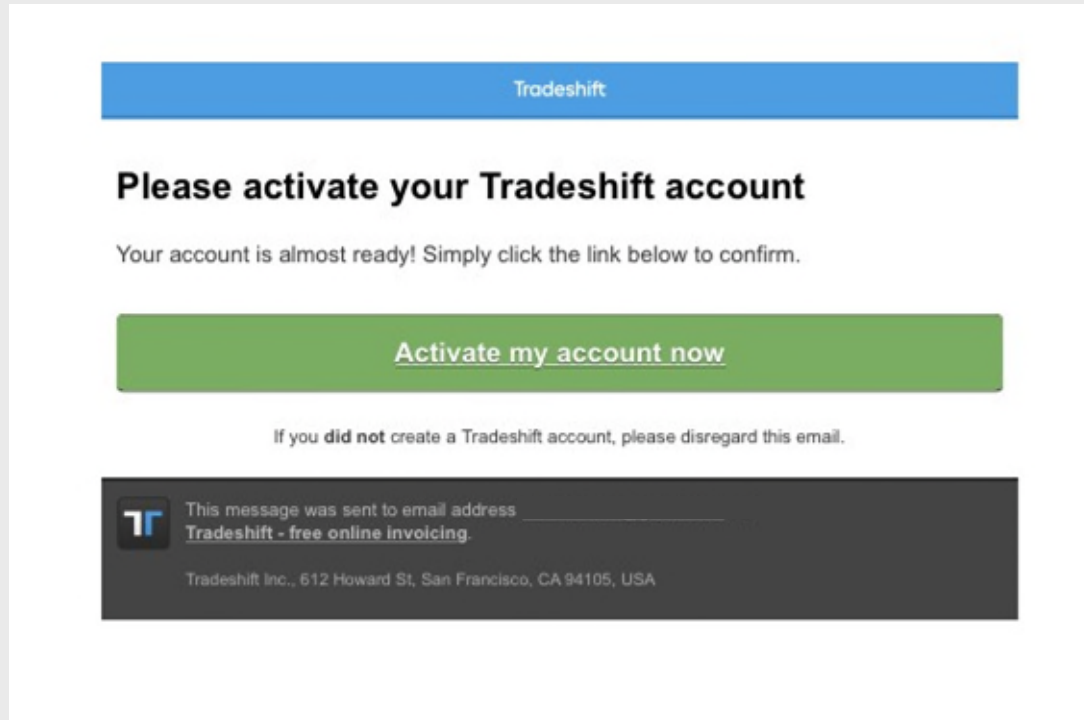 Tradeshift
Please activate your Tradeshift account
Your account is almost ready! Simply click the link below to confirm.
Activate my account now
If you did not create a Tradeshift account, please disregard this email.
This message was sent to email address
Tradeshift - free online invoicing.
Tradeshift Inc., 612 Howard St, San Francisco, CA 94105, USA